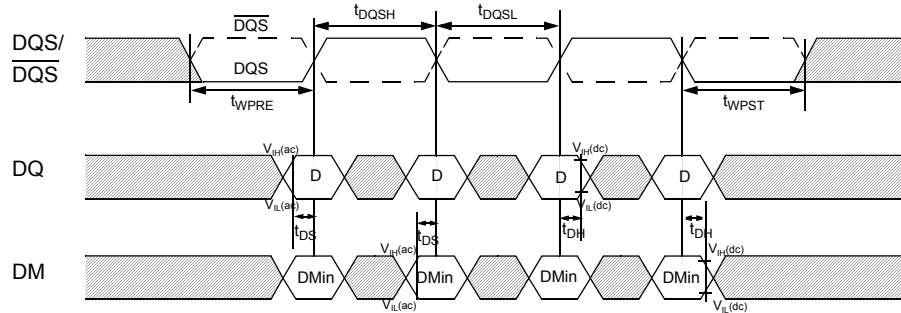 DQS/
DQS
DQS
DQS
tDQSH
tDQSL
tWPRE
tWPST
DQ
VIH(ac)
VIL(ac)
D
D
D
D
VIH(dc)
VIL(dc)
tDS
tDS
tDH
tDH
DM
VIH(ac)
VIL(ac)
DMin
DMin
DMin
DMin
VIH(dc)
VIL(dc)